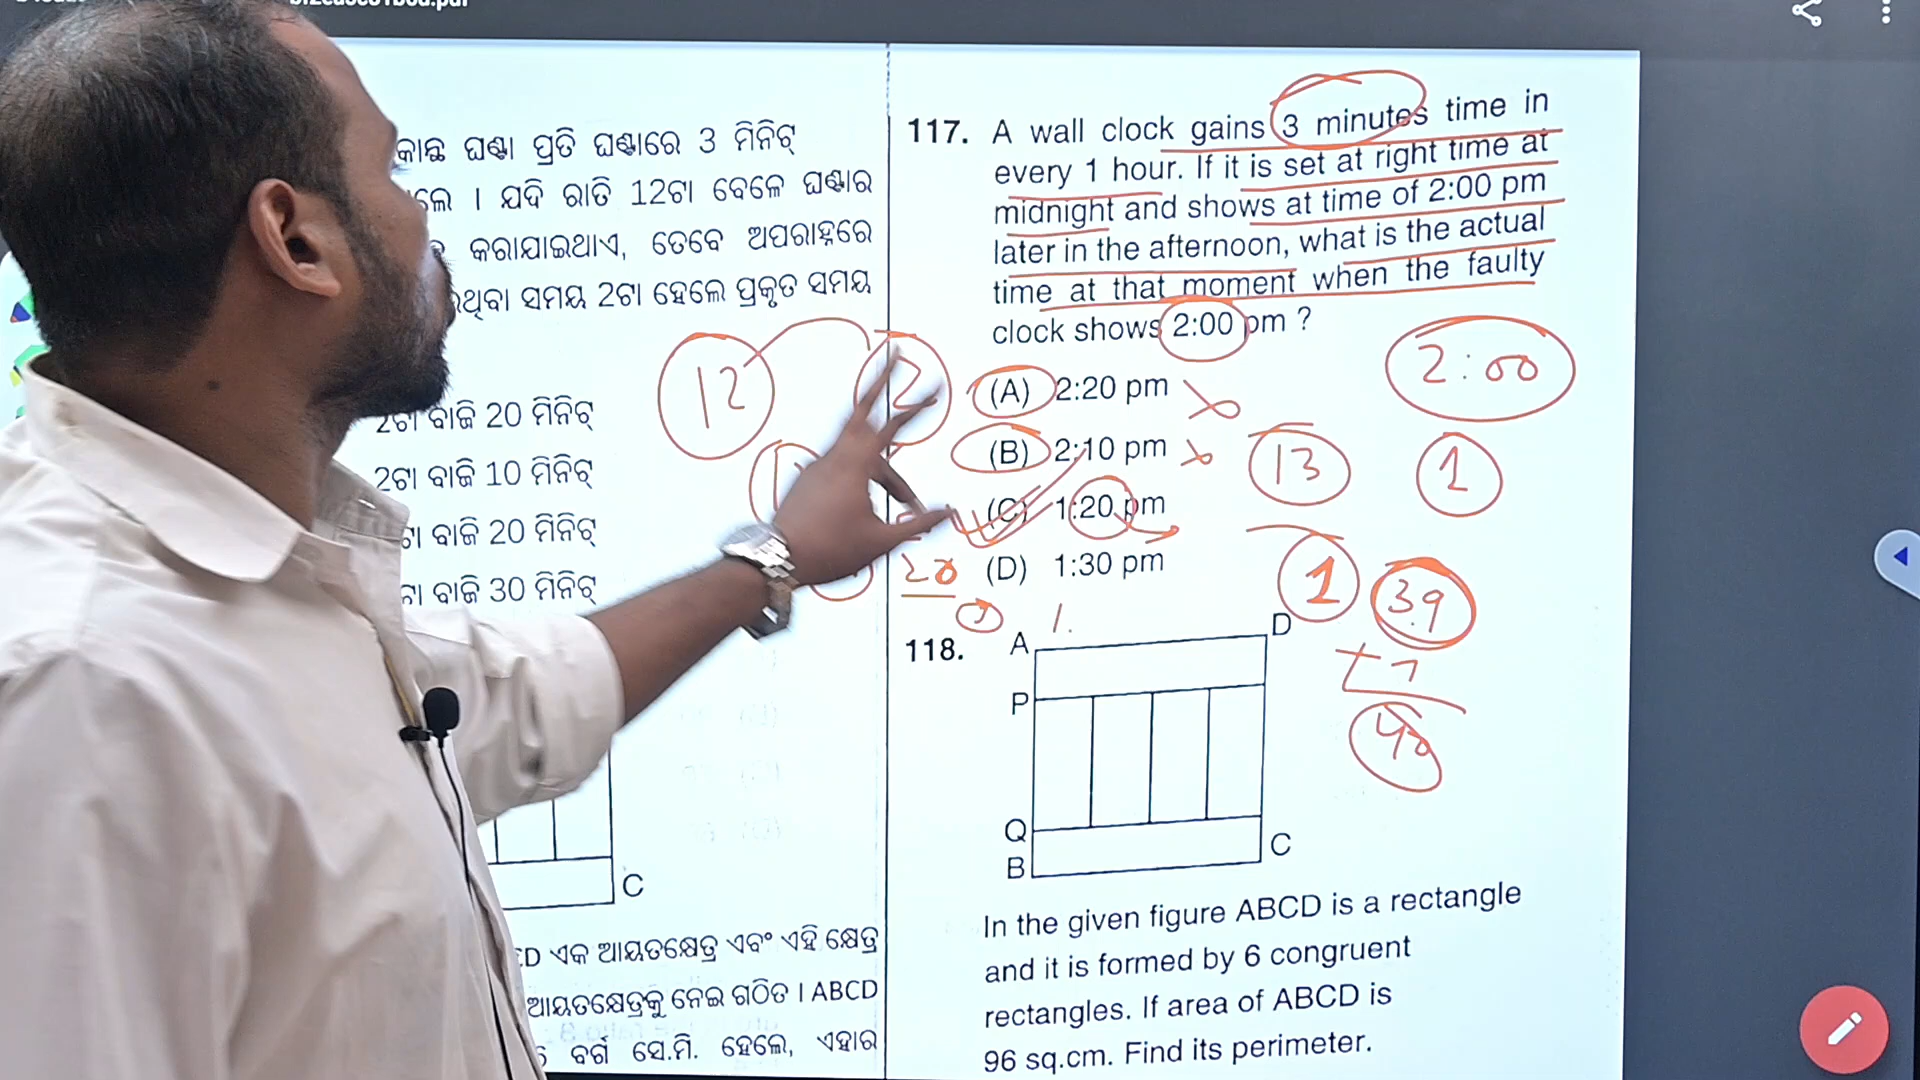 କାନ୍ଥ ଘଣ୍ଟା ପ୍ରତି ଘଣ୍ଟାରେ 3 ମିନିଟ୍
। ଯଦି ରାତି 12ଟା ବେଳେ ଘଣ୍ଟାର
କରାଯାଇଥାଏ, ତେବେ ଅପରାହ୍ନରେ
ସମୟ 2ଟା ହେଲେ ପ୍ରକୃତ ସମୟ
2ଟା ବାଜି 20 ମିନିଟ୍
2ଟା ବାଜି 10 ମିନିଟ୍
ବାଜି 20 ମିନିଟ୍
ବାଜି 30 ମିନିଟ୍
C
ଏକ ଆୟତକ୍ଷେତ୍ର ଏବଂ ଏହି କ୍ଷେତ୍ର
ଆୟତକ୍ଷେତ୍ରକୁ ନେଇ ଗଠିତ । ABCD
ବର୍ଗ ସେ.ମି. ହେଲେ, ଏହାର
117. A wall clock gains 3 minutes time in
every 1 hour. If it is set at right time at
midnight and shows at time of 2:00 pm
later in the afternoon, what is the actual
time at that moment when the faulty
clock shows 2:00 pm ?
12
2
2:00
(A) 2:20 pm
(B) 2:10 pm
13
1
(C) 1:20 pm
(D) 1:30 pm
1
39
40
118.
A
D
P
Q
B
C
In the given figure ABCD is a rectangle
and it is formed by 6 congruent
rectangles. If area of ABCD is
96 sq.cm. Find its perimeter.